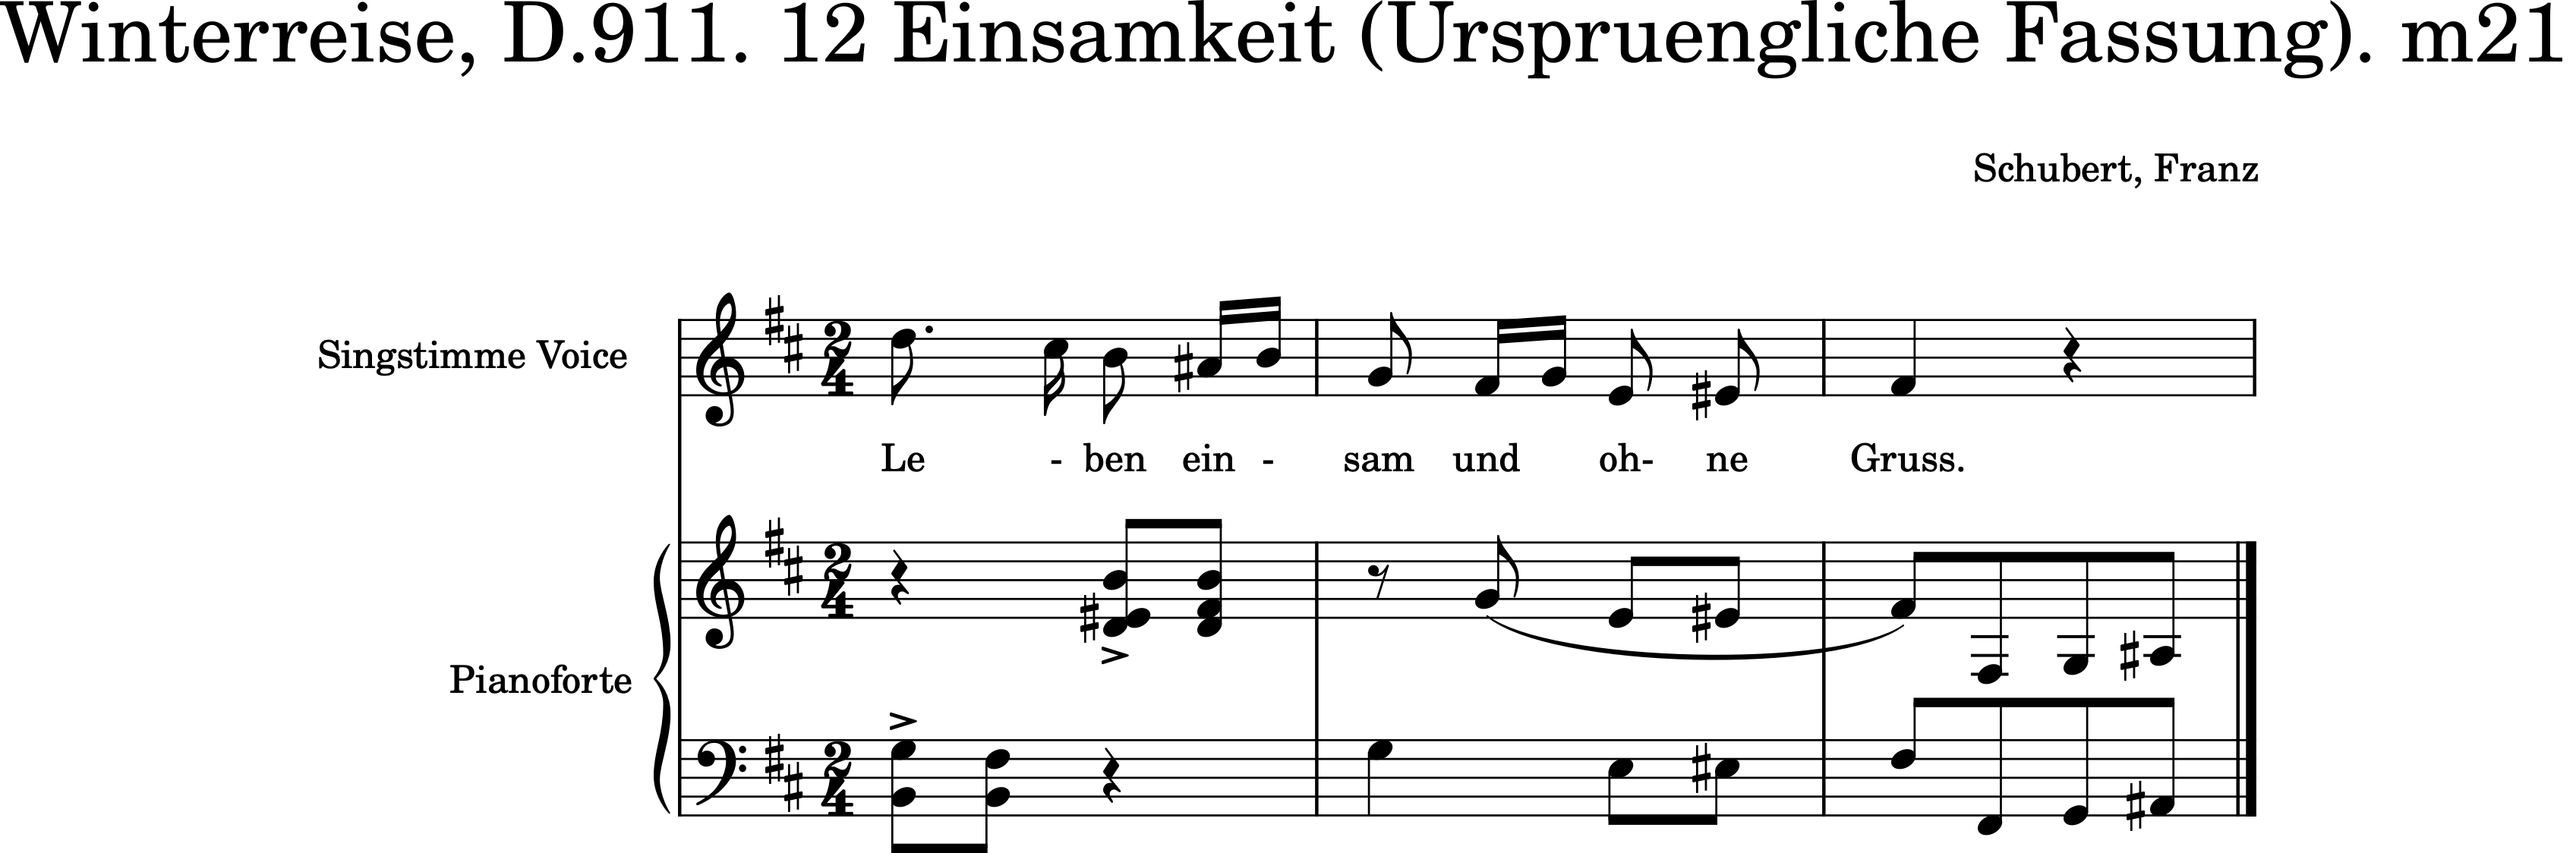 Winterreise, D.911. 12 Einsamkeit (Urspruengliche Fassung). m21
Schubert, Franz
Singstimme Voice
Le - ben ein - sam und oh- ne Gruss.
Pianoforte